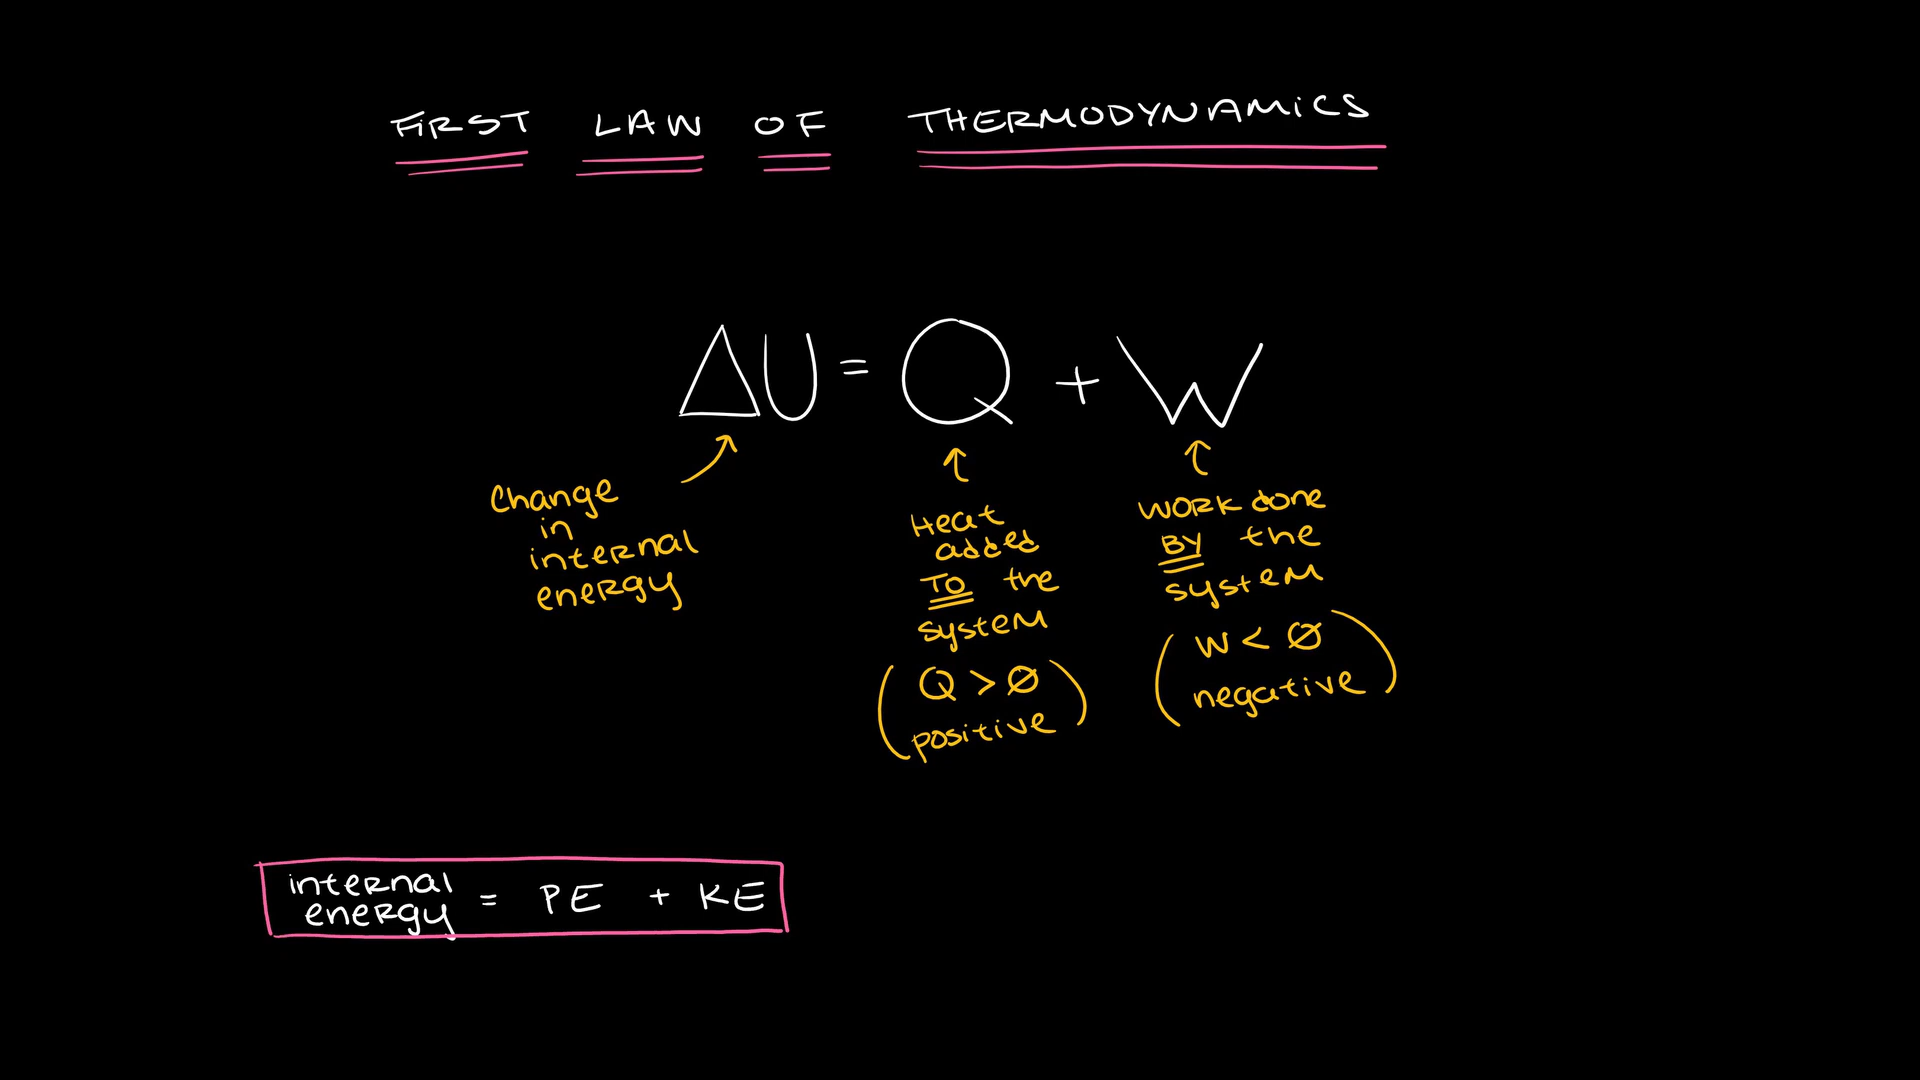 FIRST LAW OF THERMODYNAMICS
ΔU = Q + W
Change
in
internal
energy
Heat
added
TO the
system
(Q > Ø
positive)
WORK done
BY the
system
(W < Ø
negative)
internal
energy = PE + KE